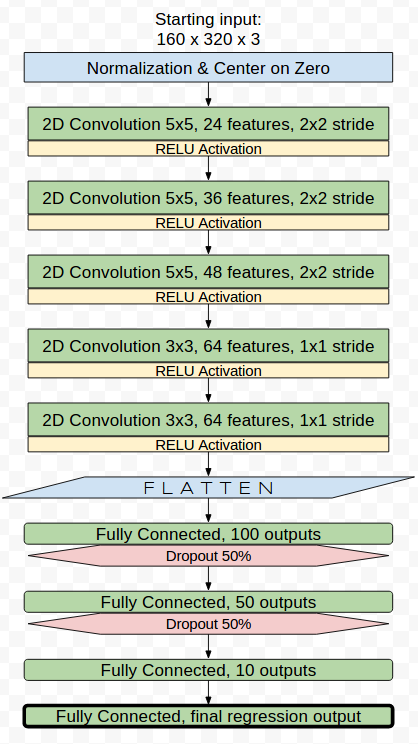 Starting input:
160 x 320 x 3
Normalization & Center on Zero
2D Convolution 5x5, 24 features, 2x2 stride
RELU Activation
2D Convolution 5x5, 36 features, 2x2 stride
RELU Activation
2D Convolution 5x5, 48 features, 2x2 stride
RELU Activation
2D Convolution 3x3, 64 features, 1x1 stride
RELU Activation
2D Convolution 3x3, 64 features, 1x1 stride
RELU Activation
FLATTEN
Fully Connected, 100 outputs
Dropout 50%
Fully Connected, 50 outputs
Dropout 50%
Fully Connected, 10 outputs
Fully Connected, final regression output